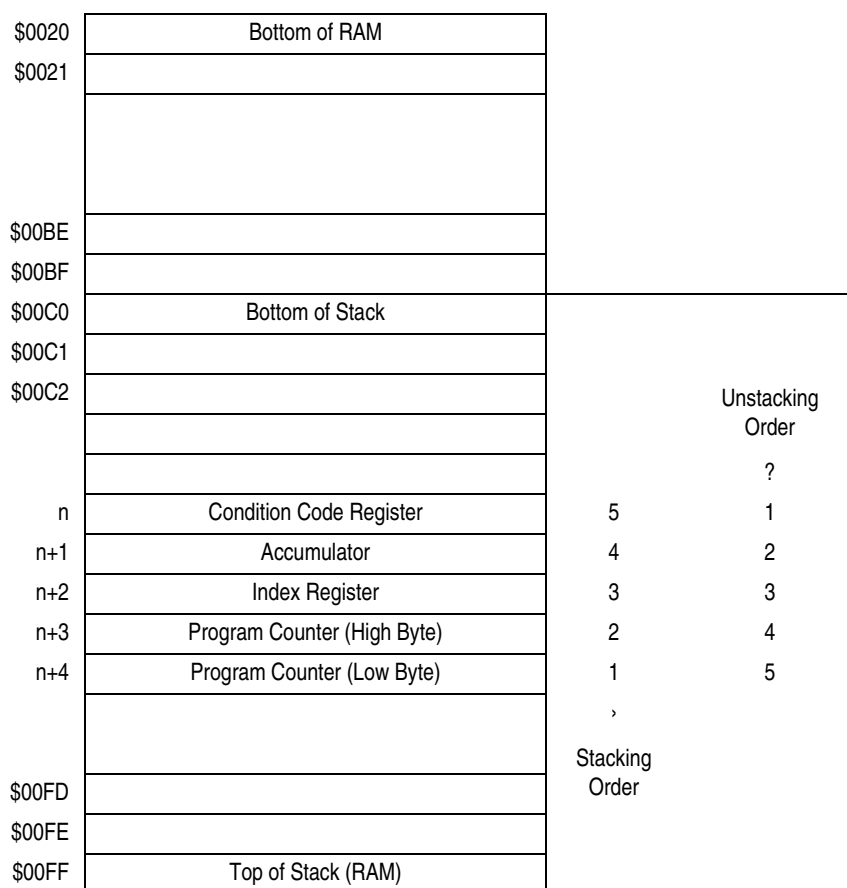 $0020 Bottom of RAM
$0021
$00BE
$00BF
$00C0 Bottom of Stack
$00C1
$00C2
Unstacking
Order
?
n Condition Code Register 5 1
n+1 Accumulator 4 2
n+2 Index Register 3 3
n+3 Program Counter (High Byte) 2 4
n+4 Program Counter (Low Byte) 1 5
›
Stacking
Order
$00FD
$00FE
$00FF Top of Stack (RAM)